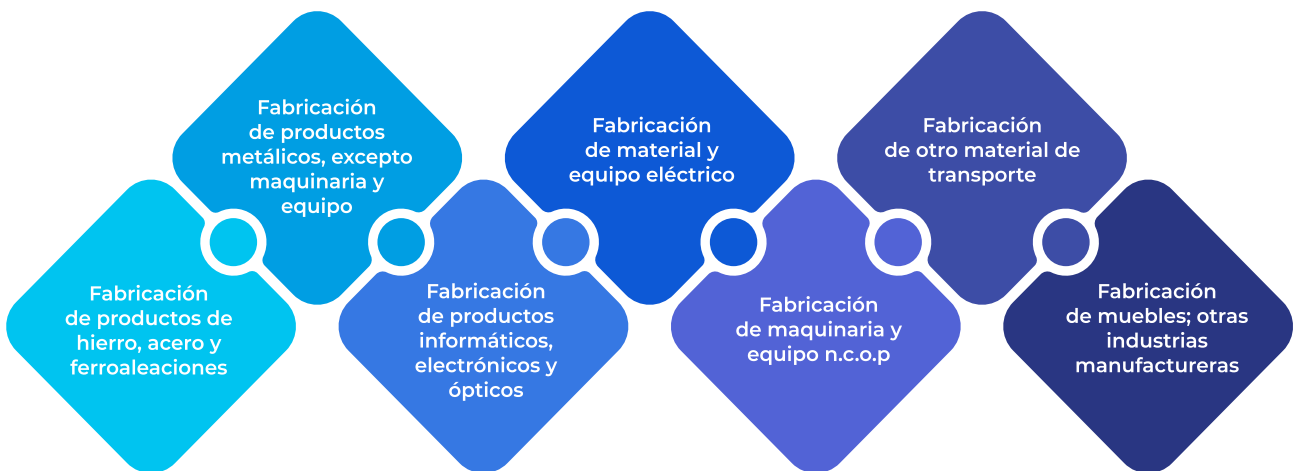 Fabricación
de productos de
hierro, acero y
ferroaleaciones
Fabricación
de productos
metálicos, excepto
maquinaria y
equipo
Fabricación
de productos
informáticos,
electrónicos y
ópticos
Fabricación
de material y
equipo eléctrico
Fabricación
de maquinaria y
equipo n.c.o.p
Fabricación
de otro material de
transporte
Fabricación
de muebles; otras
industrias
manufactureras